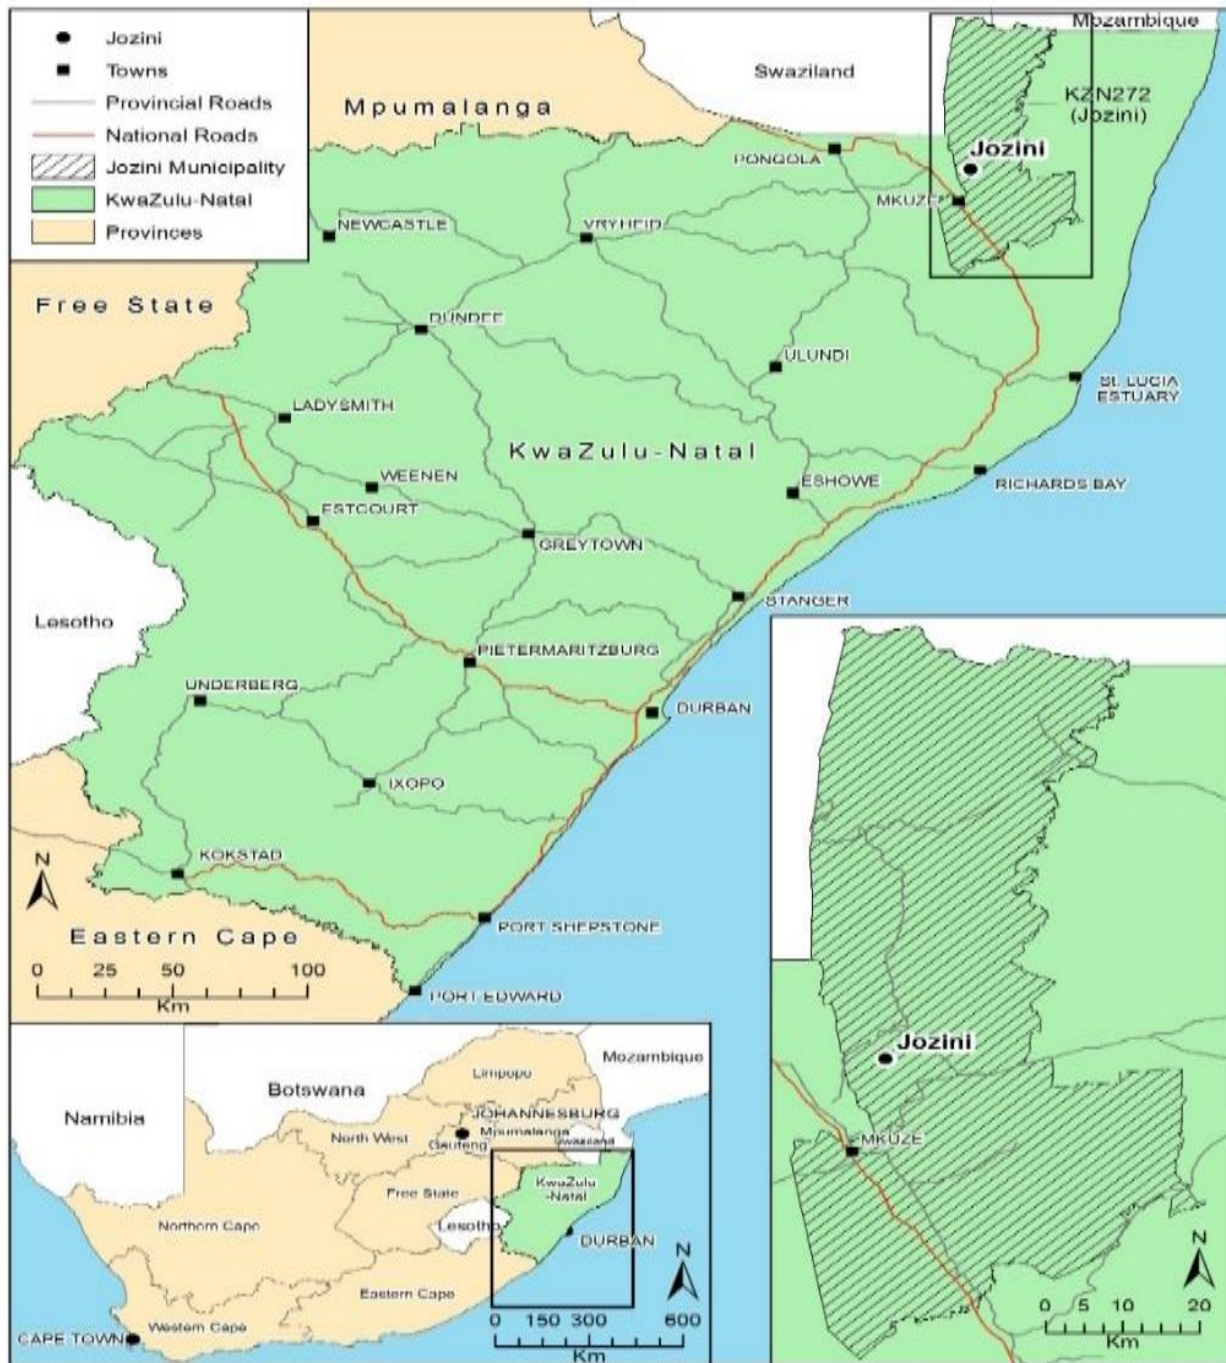 Jozini
Towns
Provincial Roads
National Roads
Jozini Municipality
KwaZulu-Natal
Provinces
Mozambique
Swaziland
Mpumalanga
KZN272
(Jozini)
Jozini
PONGOLA
MKUZE
NEWCASTLE
VRYHEID
Free State
DUNDEE
ULUNDI
St. LUCIA
ESTUARY
LADYSMITH
KwaZulu-Natal
WEENEN
ESHOWE
RICHARDS BAY
ESTCOURT
GREYTOWN
STANGER
Lesotho
PIETERMARITZBURG
UNDERBERG
DURBAN
IXOPO
KOKSTAD
N
PORT SHEPSTONE
Eastern Cape
0 25 50 100
Km
PORT EDWARD
Jozini
MKUZE
N
0 5 10 20
Km
Namibia
Botswana
Mozambique
Limpopo
JOHANNESBURG
North West
Mpumalanga
Gauteng
Swaziland
KwaZulu
-Natal
Free State
Lesotho
Northern Cape
DURBAN
Eastern Cape
Western Cape
CAPE TOWN
N
0 150 300 600
Km